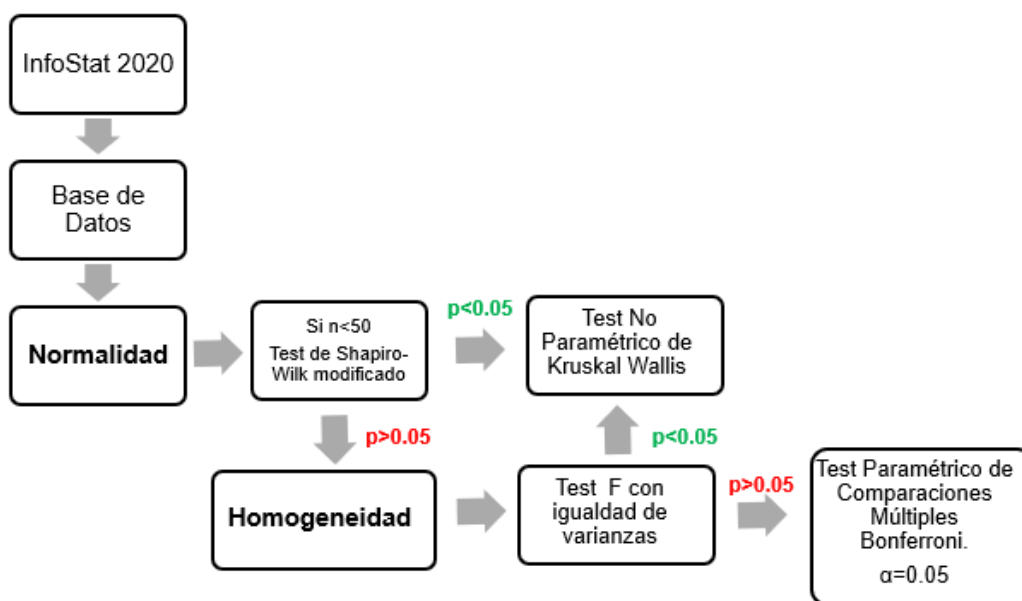 InfoStat 2020
Base de
Datos
Normalidad
Si n<50
Test de Shapiro-
Wilk modificado
p<0.05
Test No
Paramétrico de
Kruskal Wallis
p>0.05
p<0.05
Homogeneidad
Test F con
igualdad de
varianzas
p>0.05
Test Paramétrico de
Comparaciones
Múltiples
Bonferroni.
α=0.05